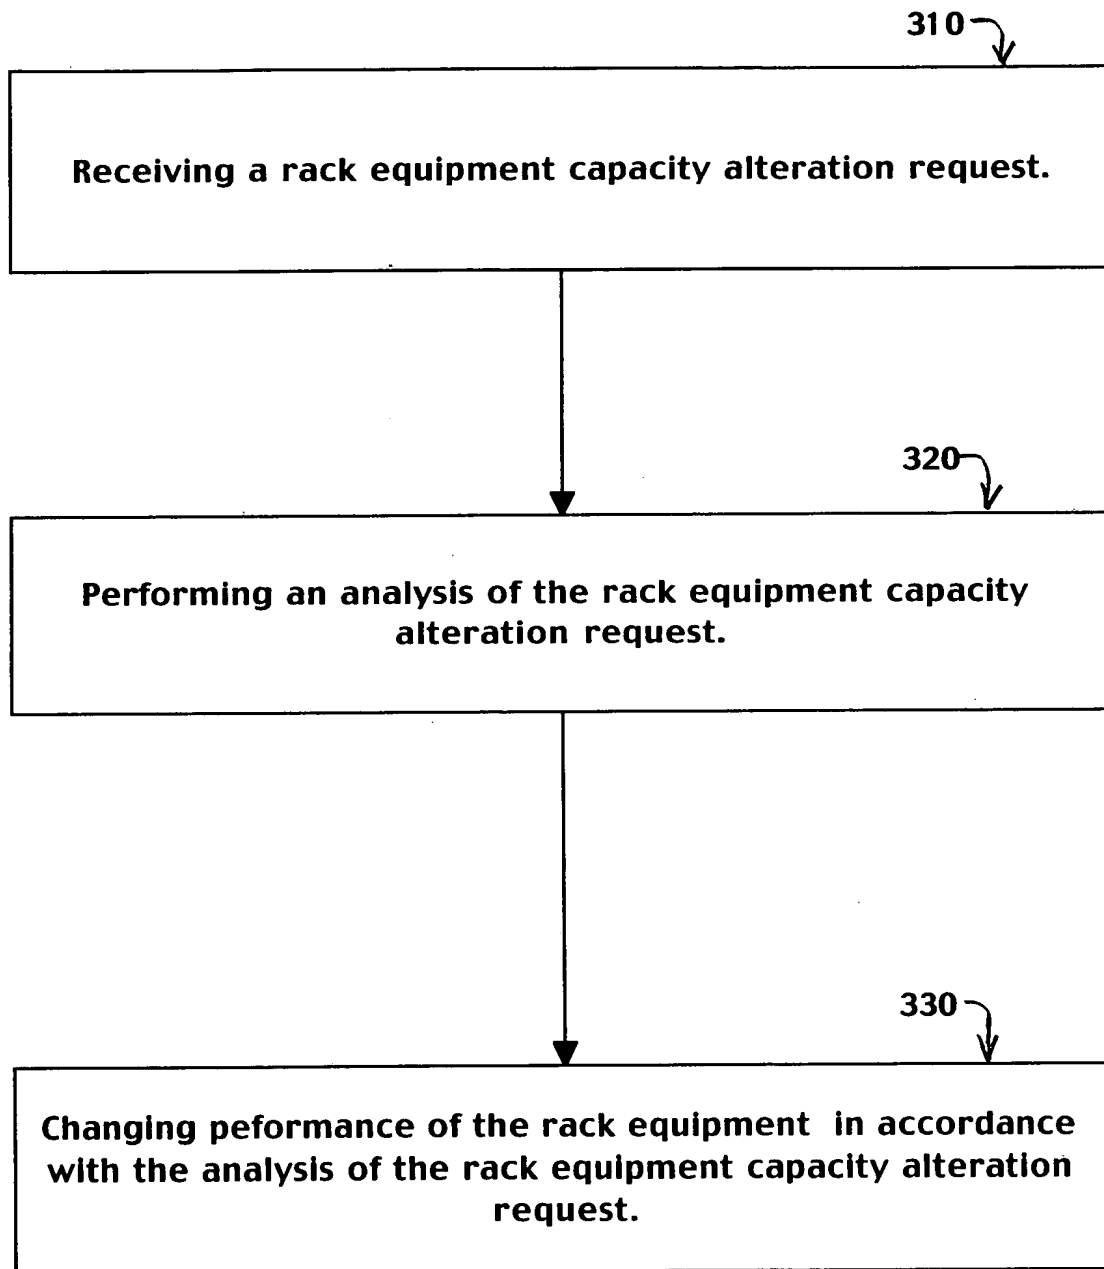 310
Receiving a rack equipment capacity alteration request.
320
Performing an analysis of the rack equipment capacity
alteration request.
330
Changing peformance of the rack equipment in accordance
with the analysis of the rack equipment capacity alteration
request.